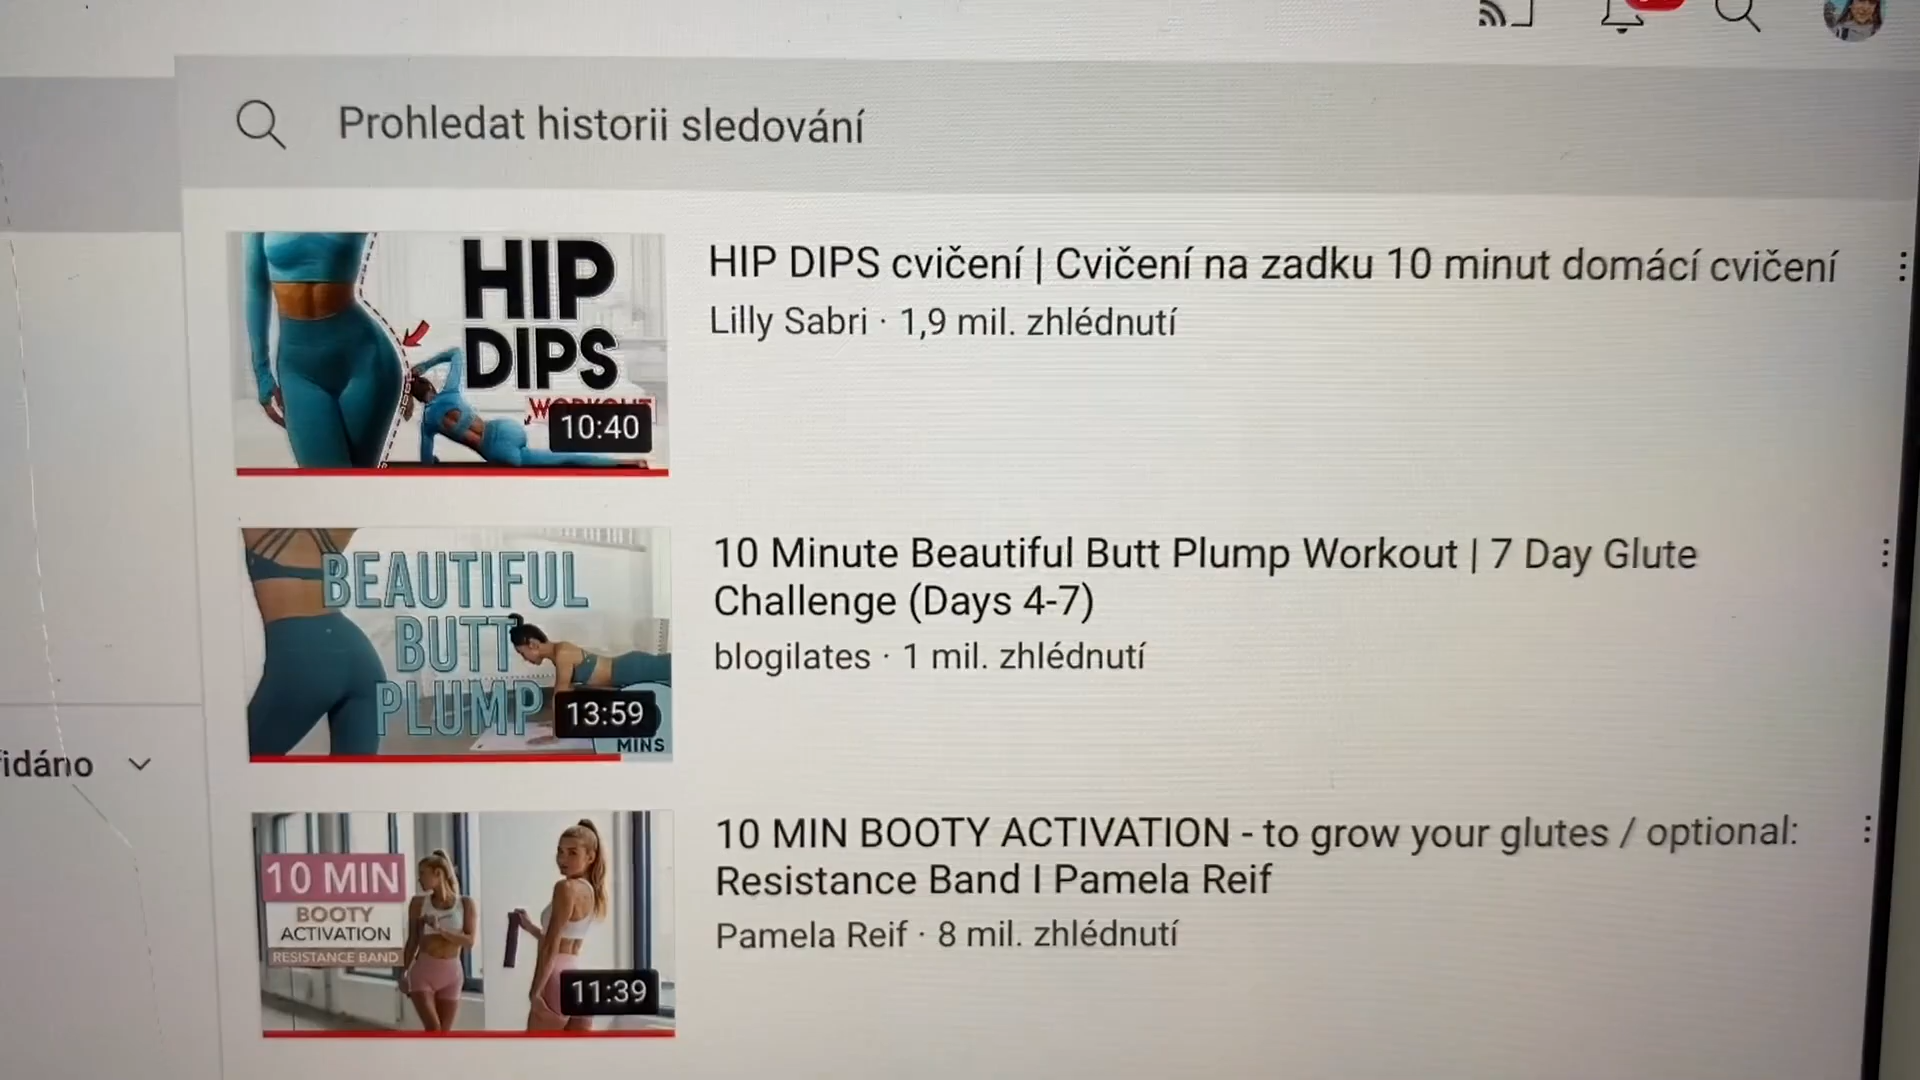 Prohledat historii sledování
HIP
DIPS
WORKOUT
10:40
HIP DIPS cvičení | Cvičení na zadku 10 minut domácí cvičení
Lilly Sabri · 1,9 mil. zhlédnutí
BEAUTIFUL
BUTT
PLUMP
13:59
MINS
10 Minute Beautiful Butt Plump Workout | 7 Day Glute
Challenge (Days 4-7)
blogilates · 1 mil. zhlédnutí
idáno
10 MIN
BOOTY
ACTIVATION
RESISTANCE BAND
11:39
10 MIN BOOTY ACTIVATION - to grow your glutes / optional:
Resistance Band I Pamela Reif
Pamela Reif · 8 mil. zhlédnutí